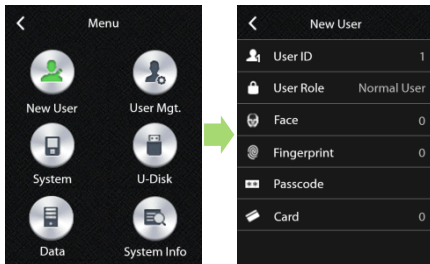 Menu
New User
User Mgt.
System
U-Disk
Data
System Info
New User
User ID 1
User Role Normal User
Face 0
Fingerprint 0
Passcode
Card 0